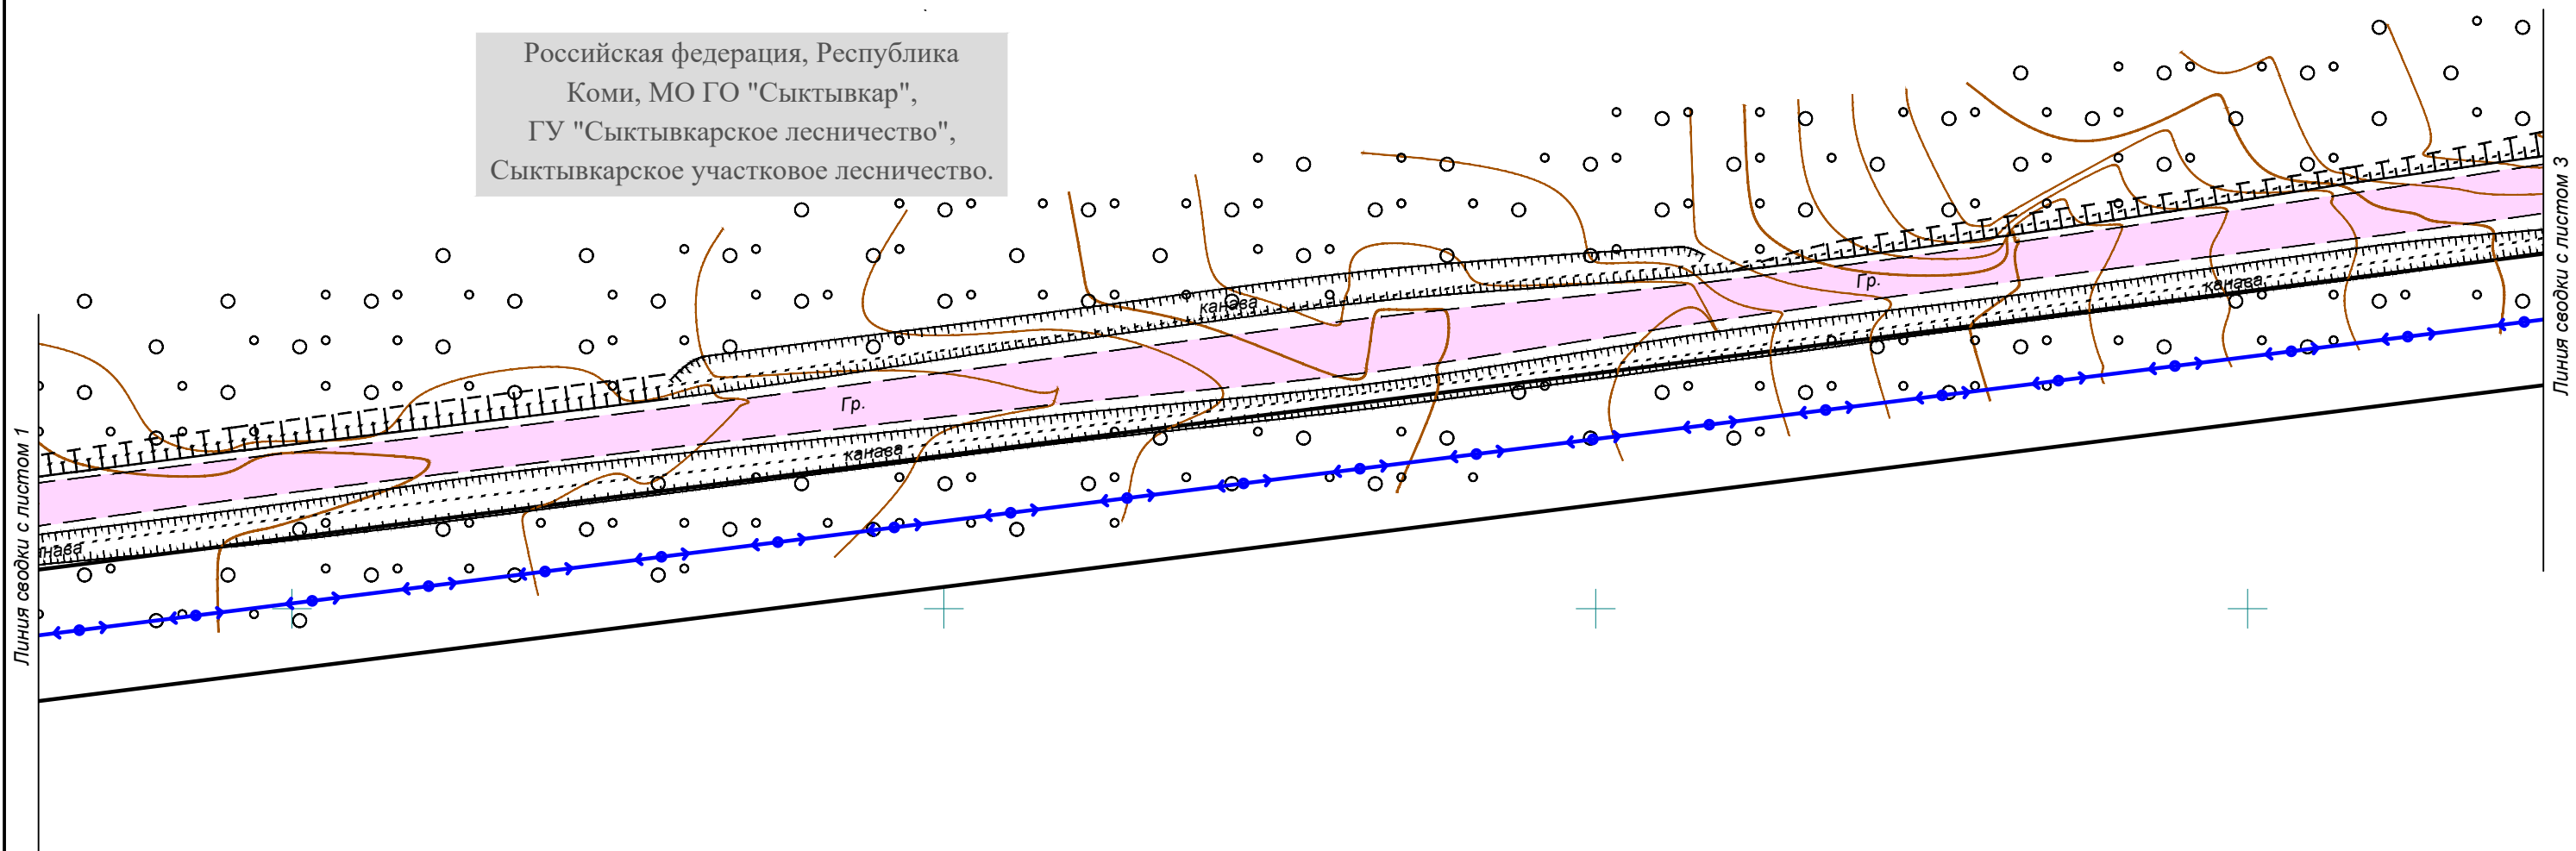 Российская федерация, Республика
Коми, МО ГО "Сыктывкар",
ГУ "Сыктывкарское лесничество",
Сыктывкарское участковое лесничество.
Линия сводки с листом 1
нава
Гр.
канава
канава
Гр.
канава
Линия сводки с листом 3